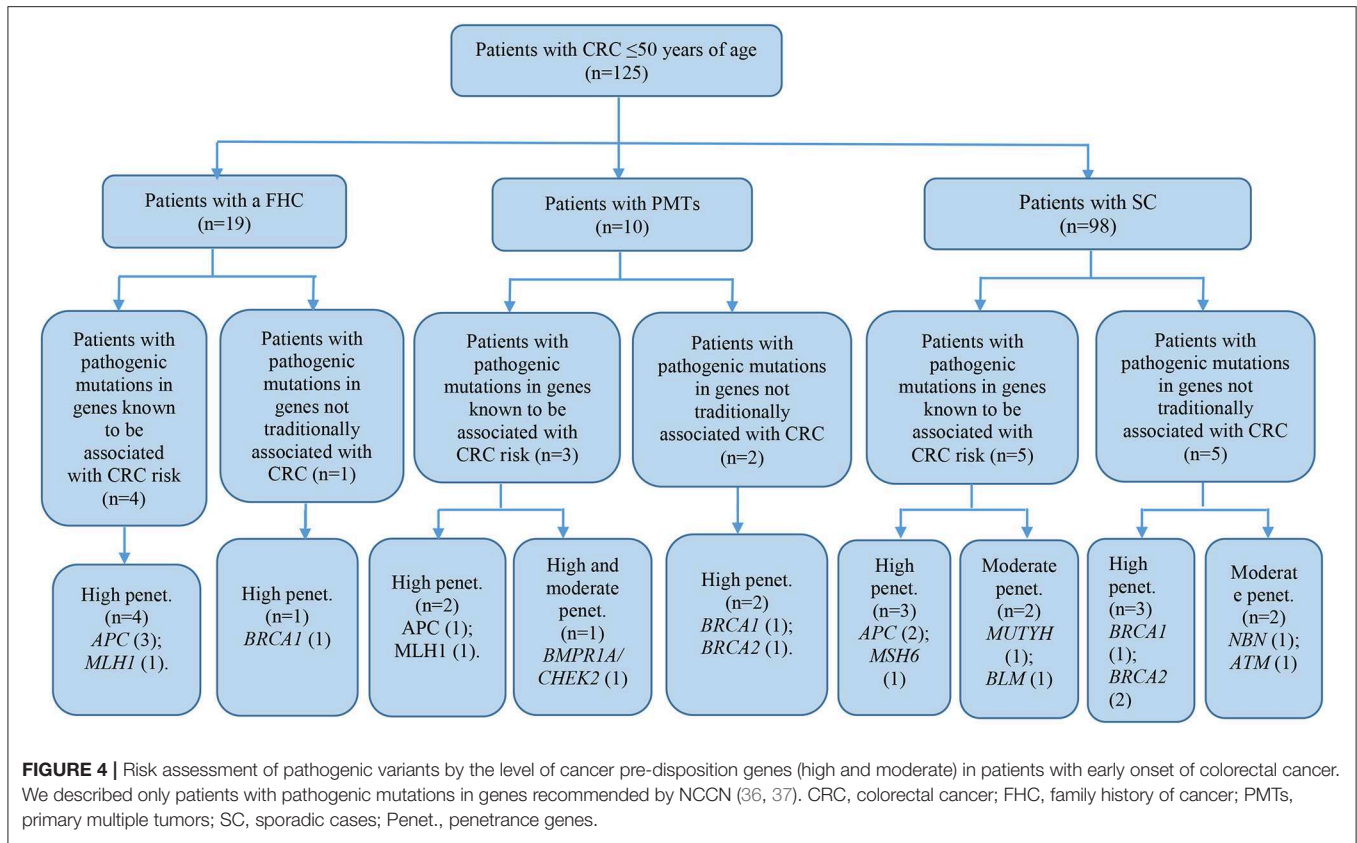 Patients with CRC ≤50 years of age
(n=125)
Patients with a FHC
(n=19)
Patients with PMTs
(n=10)
Patients with SC
(n=98)
Patients with
pathogenic
mutations in
genes known
to be
associated
with CRC risk
(n=4)
Patients with
pathogenic
mutations in
genes not
traditionally
associated with
CRC (n=1)
Patients with
pathogenic
mutations in genes
known to be
associated with
CRC risk (n=3)
Patients with
pathogenic mutations
in genes not
traditionally
associated with CRC
(n=2)
Patients with
pathogenic
mutations in genes
known to be
associated with
CRC risk (n=5)
Patients with
pathogenic mutations
in genes not
traditionally
associated with CRC
(n=5)
High penet.
(n=4)
APC (3);
MLH1 (1).
High penet.
(n=1)
BRCA1 (1)
High penet.
(n=2)
APC (1);
MLH1 (1).
High and
moderate
penet.
(n=1)
BMPR1A/
CHEK2 (1)
High penet.
(n=2)
BRCA1 (1);
BRCA2 (1).
High
penet.
(n=3)
APC (2);
MSH6
(1)
Moderate
penet.
(n=2)
MUTYH
(1);
BLM (1)
High
penet.
(n=3)
BRCA1
(1);
BRCA2
(2)
Moderat
e penet.
(n=2)
NBN (1);
ATM (1)
FIGURE 4 | Risk assessment of pathogenic variants by the level of cancer pre-disposition genes (high and moderate) in patients with early onset of colorectal cancer.
We described only patients with pathogenic mutations in genes recommended by NCCN (36, 37). CRC, colorectal cancer; FHC, family history of cancer; PMTs,
primary multiple tumors; SC, sporadic cases; Penet., penetrance genes.